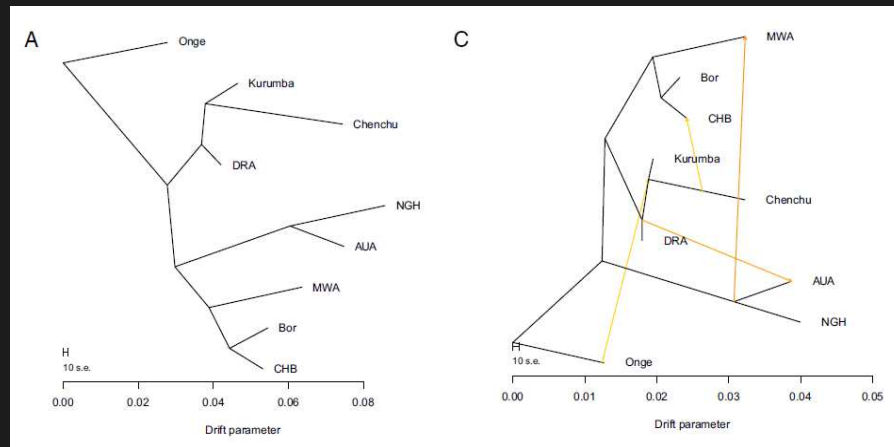 A
Onge
Kurumba
Chenchu
DRA
NGH
AUA
MWA
Bor
CHB
H
10 s.e.
0.00 0.02 0.04 0.06 0.08
Drift parameter
C
MWA
Bor
CHB
Kurumba
Chenchu
DRA
AUA
NGH
H
10 s.e.
Onge
0.00 0.01 0.02 0.03 0.04 0.05
Drift parameter